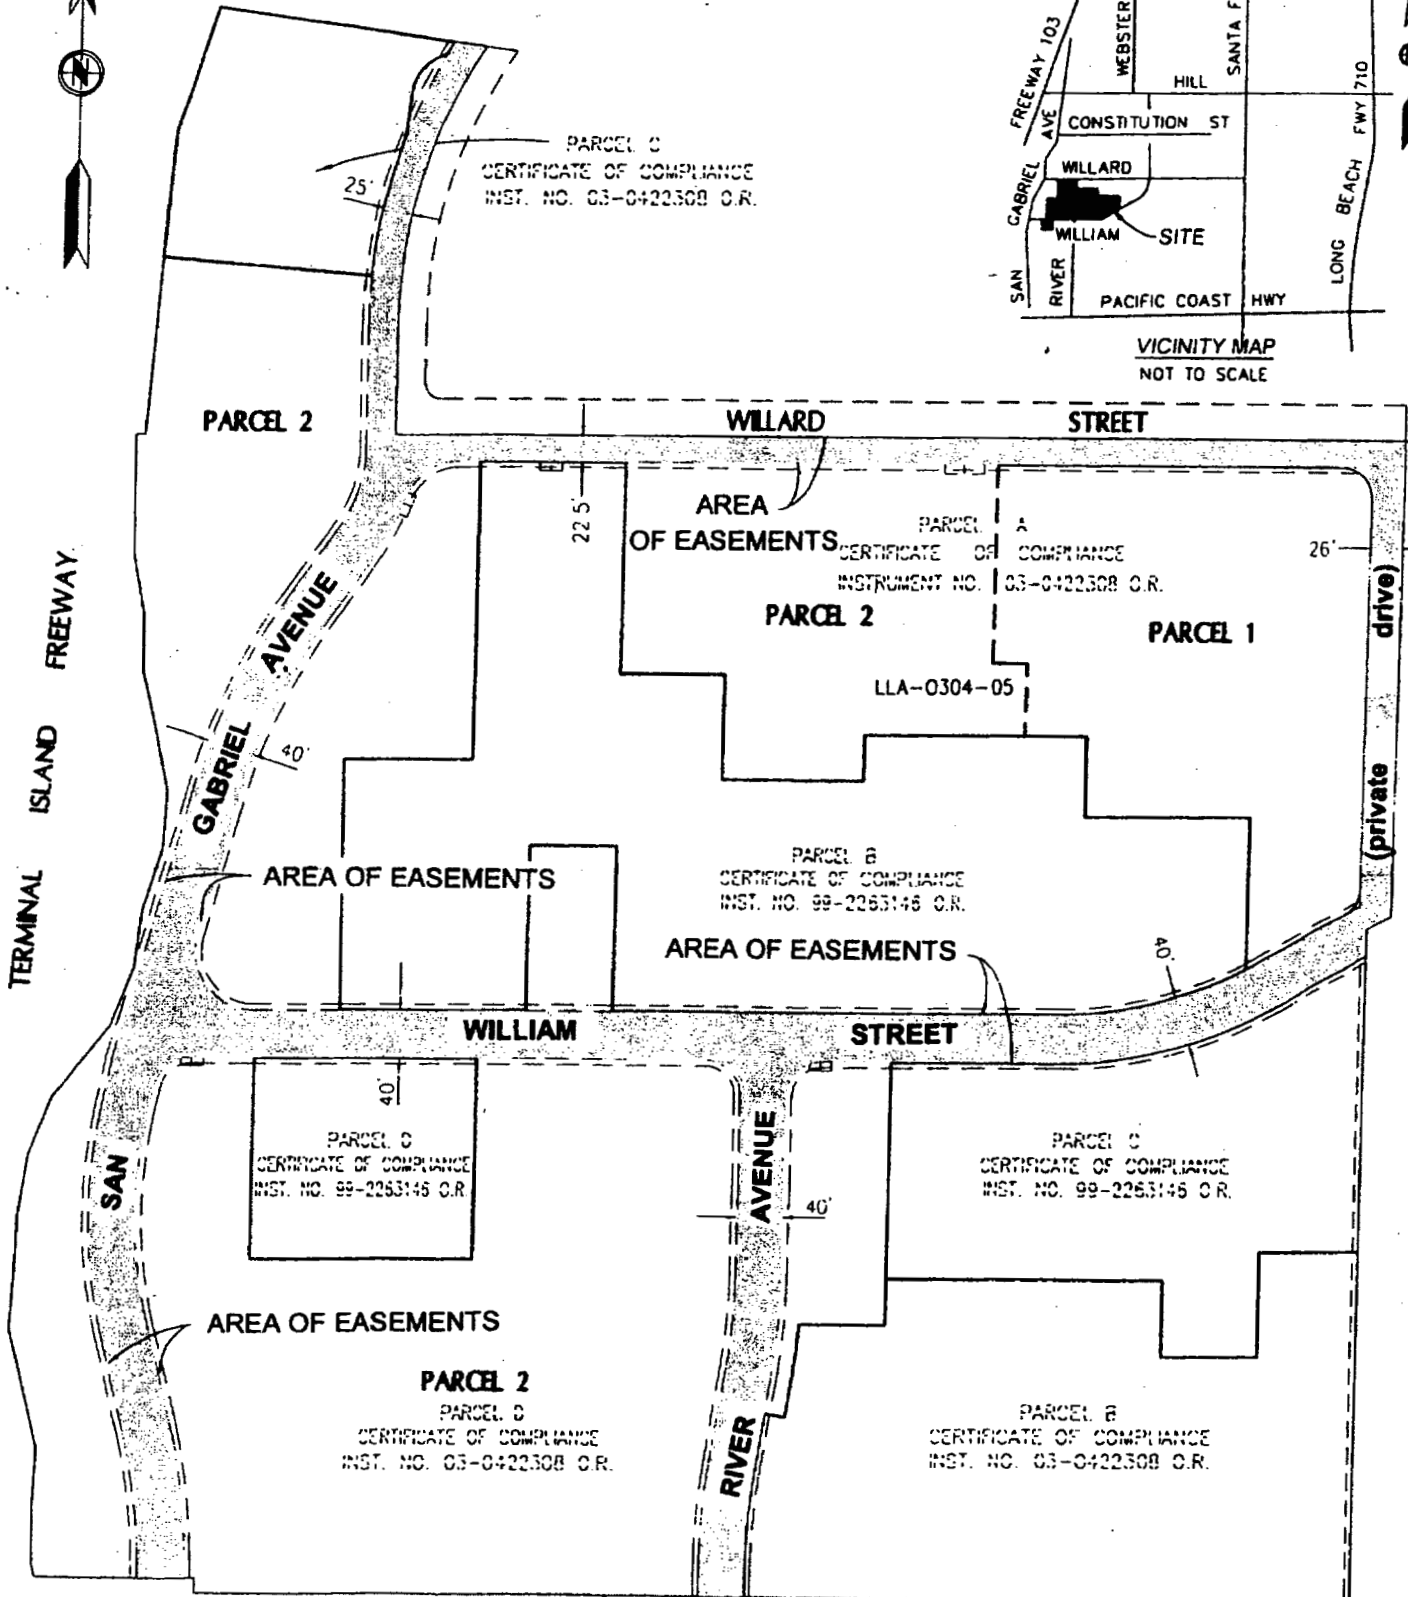 N
PARCEL C
CERTIFICATE OF COMPLIANCE
INST. NO. 03-0422308 O.R.
25'
FREEWAY 103
WEBSTER
SANTA F
HILL
AVE
CONSTITUTION ST
FWY 710
WILLARD
GABRIEL
BEACH
WILLIAM
SITE
SAN
RIVER
LONG
PACIFIC COAST HWY
VICINITY MAP
NOT TO SCALE
PARCEL 2
WILLARD STREET
AREA
OF EASEMENTS
22.5'
PARCEL A
CERTIFICATE OF COMPLIANCE
INSTRUMENT NO. 03-0422308 O.R.
PARCEL 2
PARCEL 1
26'
(private drive)
LLA-0304-05
TERMINAL ISLAND FREEWAY
SAN GABRIEL AVENUE
40'
AREA OF EASEMENTS
PARCEL B
CERTIFICATE OF COMPLIANCE
INST. NO. 99-2263146 O.R.
AREA OF EASEMENTS
40'
WILLIAM STREET
40'
PARCEL D
CERTIFICATE OF COMPLIANCE
INST. NO. 99-2263146 O.R.
RIVER AVENUE
40'
PARCEL C
CERTIFICATE OF COMPLIANCE
INST. NO. 99-2263146 O.R.
AREA OF EASEMENTS
PARCEL 2
PARCEL D
CERTIFICATE OF COMPLIANCE
INST. NO. 03-0422308 O.R.
PARCEL B
CERTIFICATE OF COMPLIANCE
INST. NO. 03-0422308 O.R.